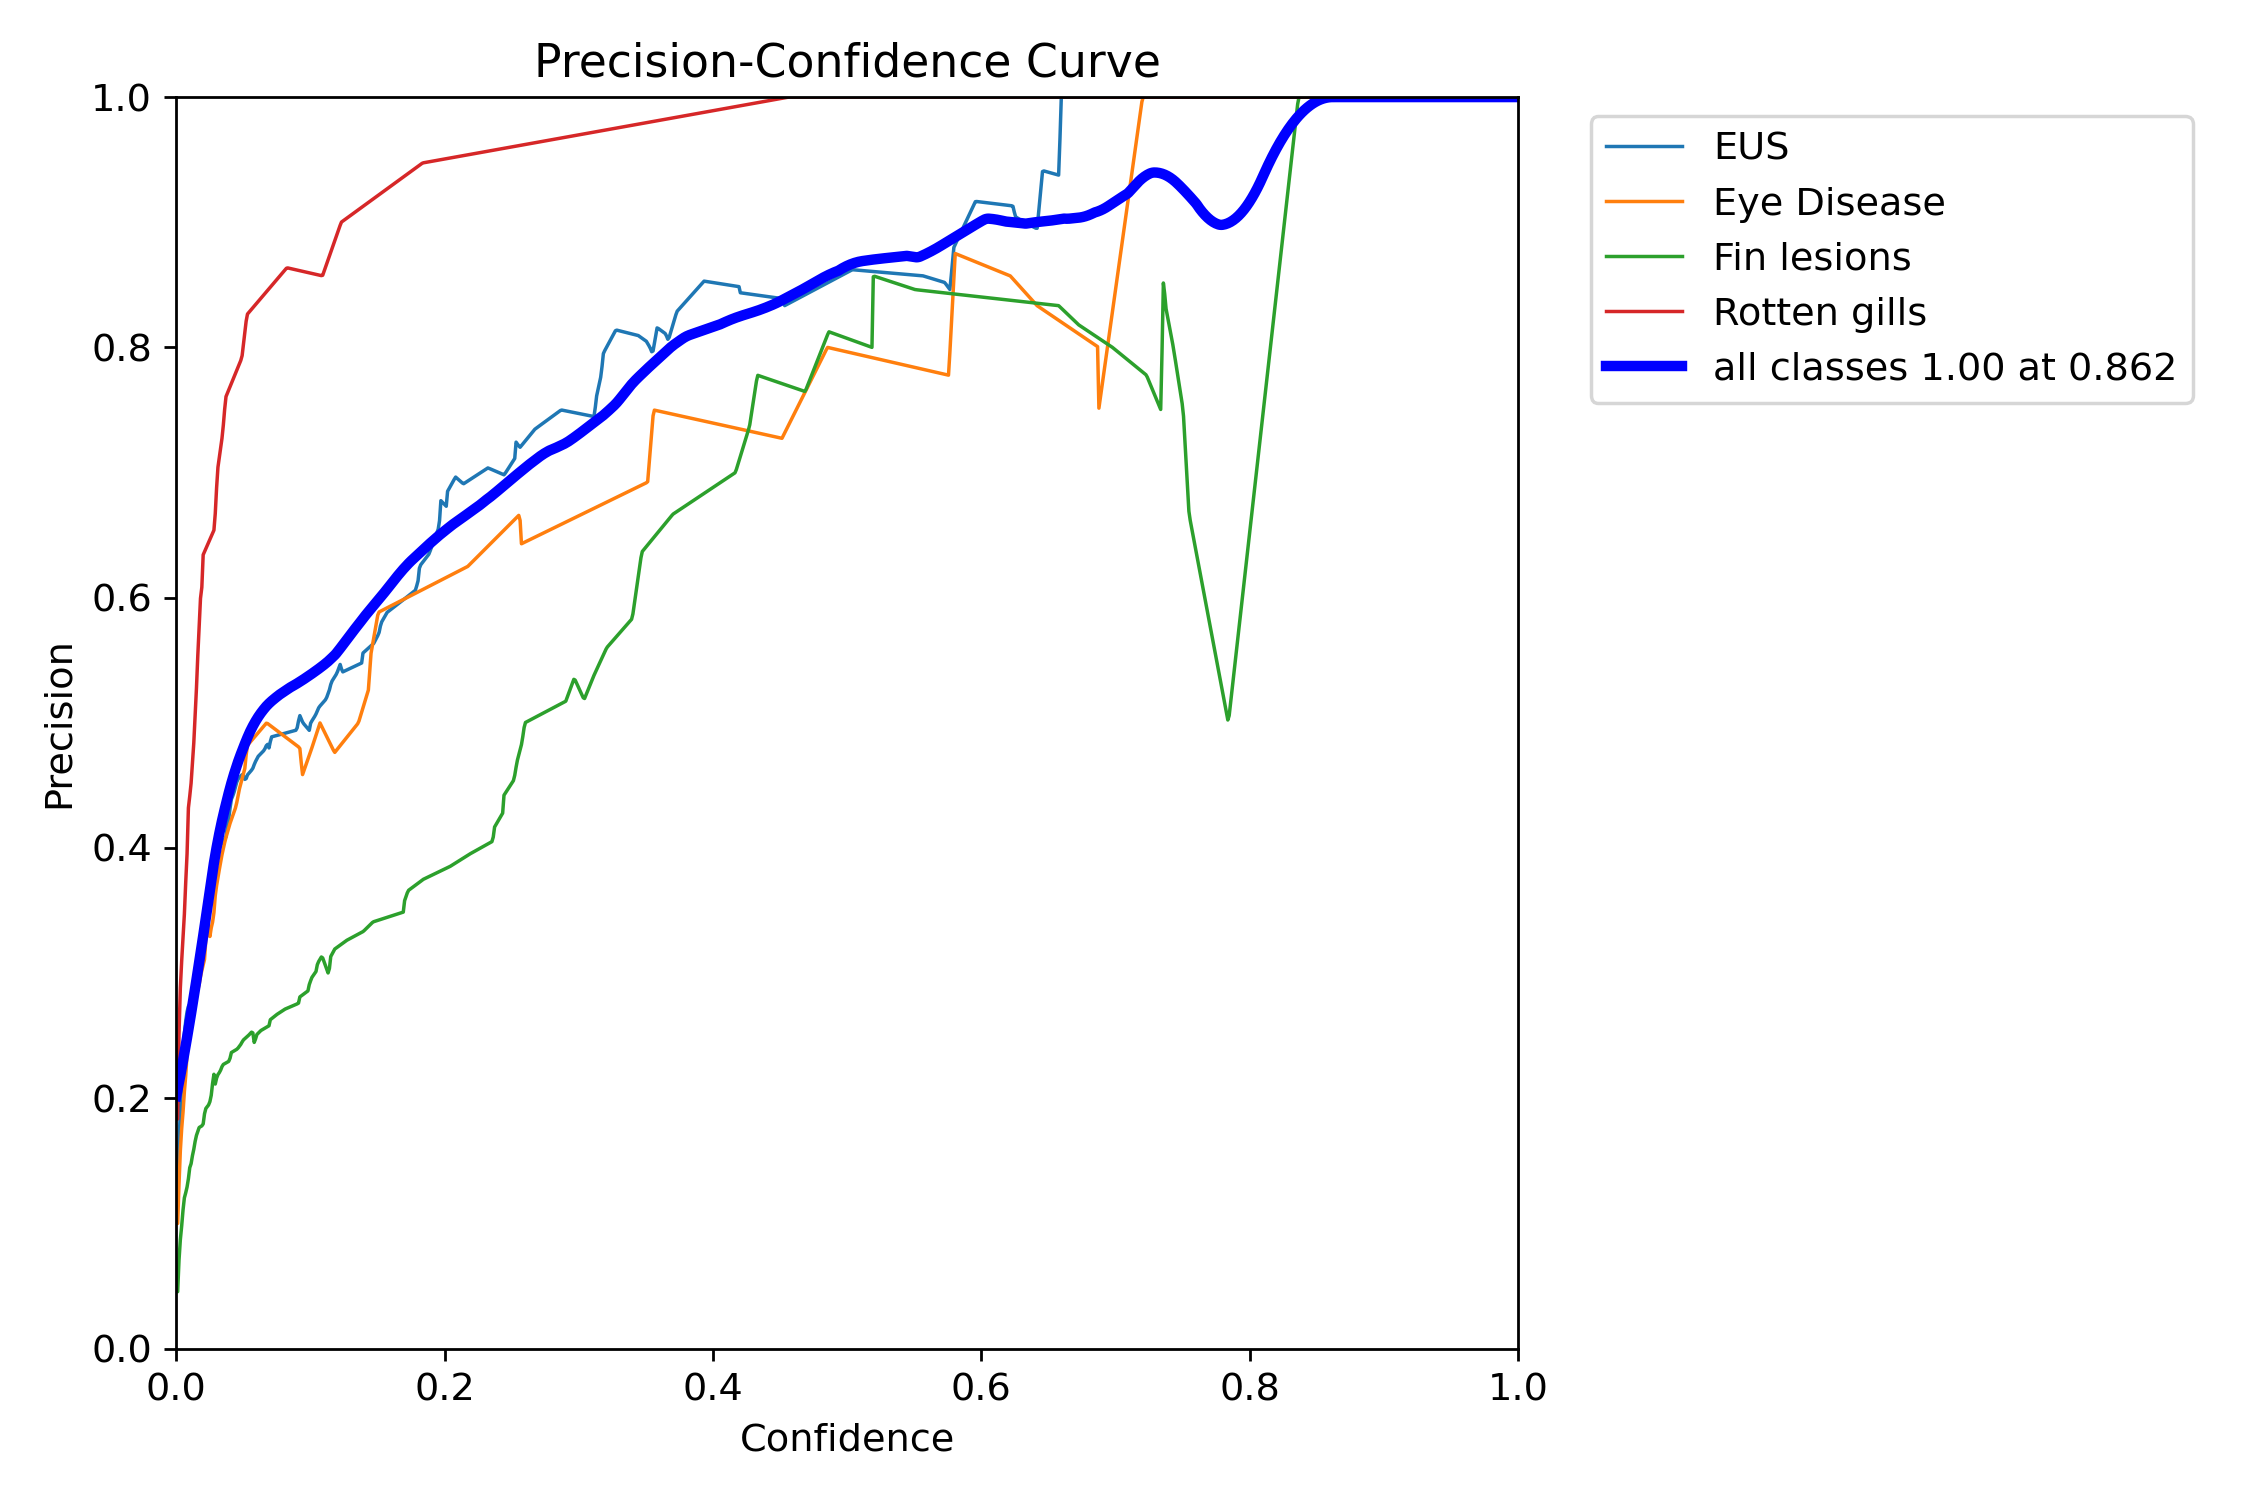 Precision-Confidence Curve
1.0
0.8
0.6
0.4
0.2
0.0
Precision
0.0 0.2 0.4 0.6 0.8 1.0
Confidence
EUS
Eye Disease
Fin lesions
Rotten gills
all classes 1.00 at 0.862